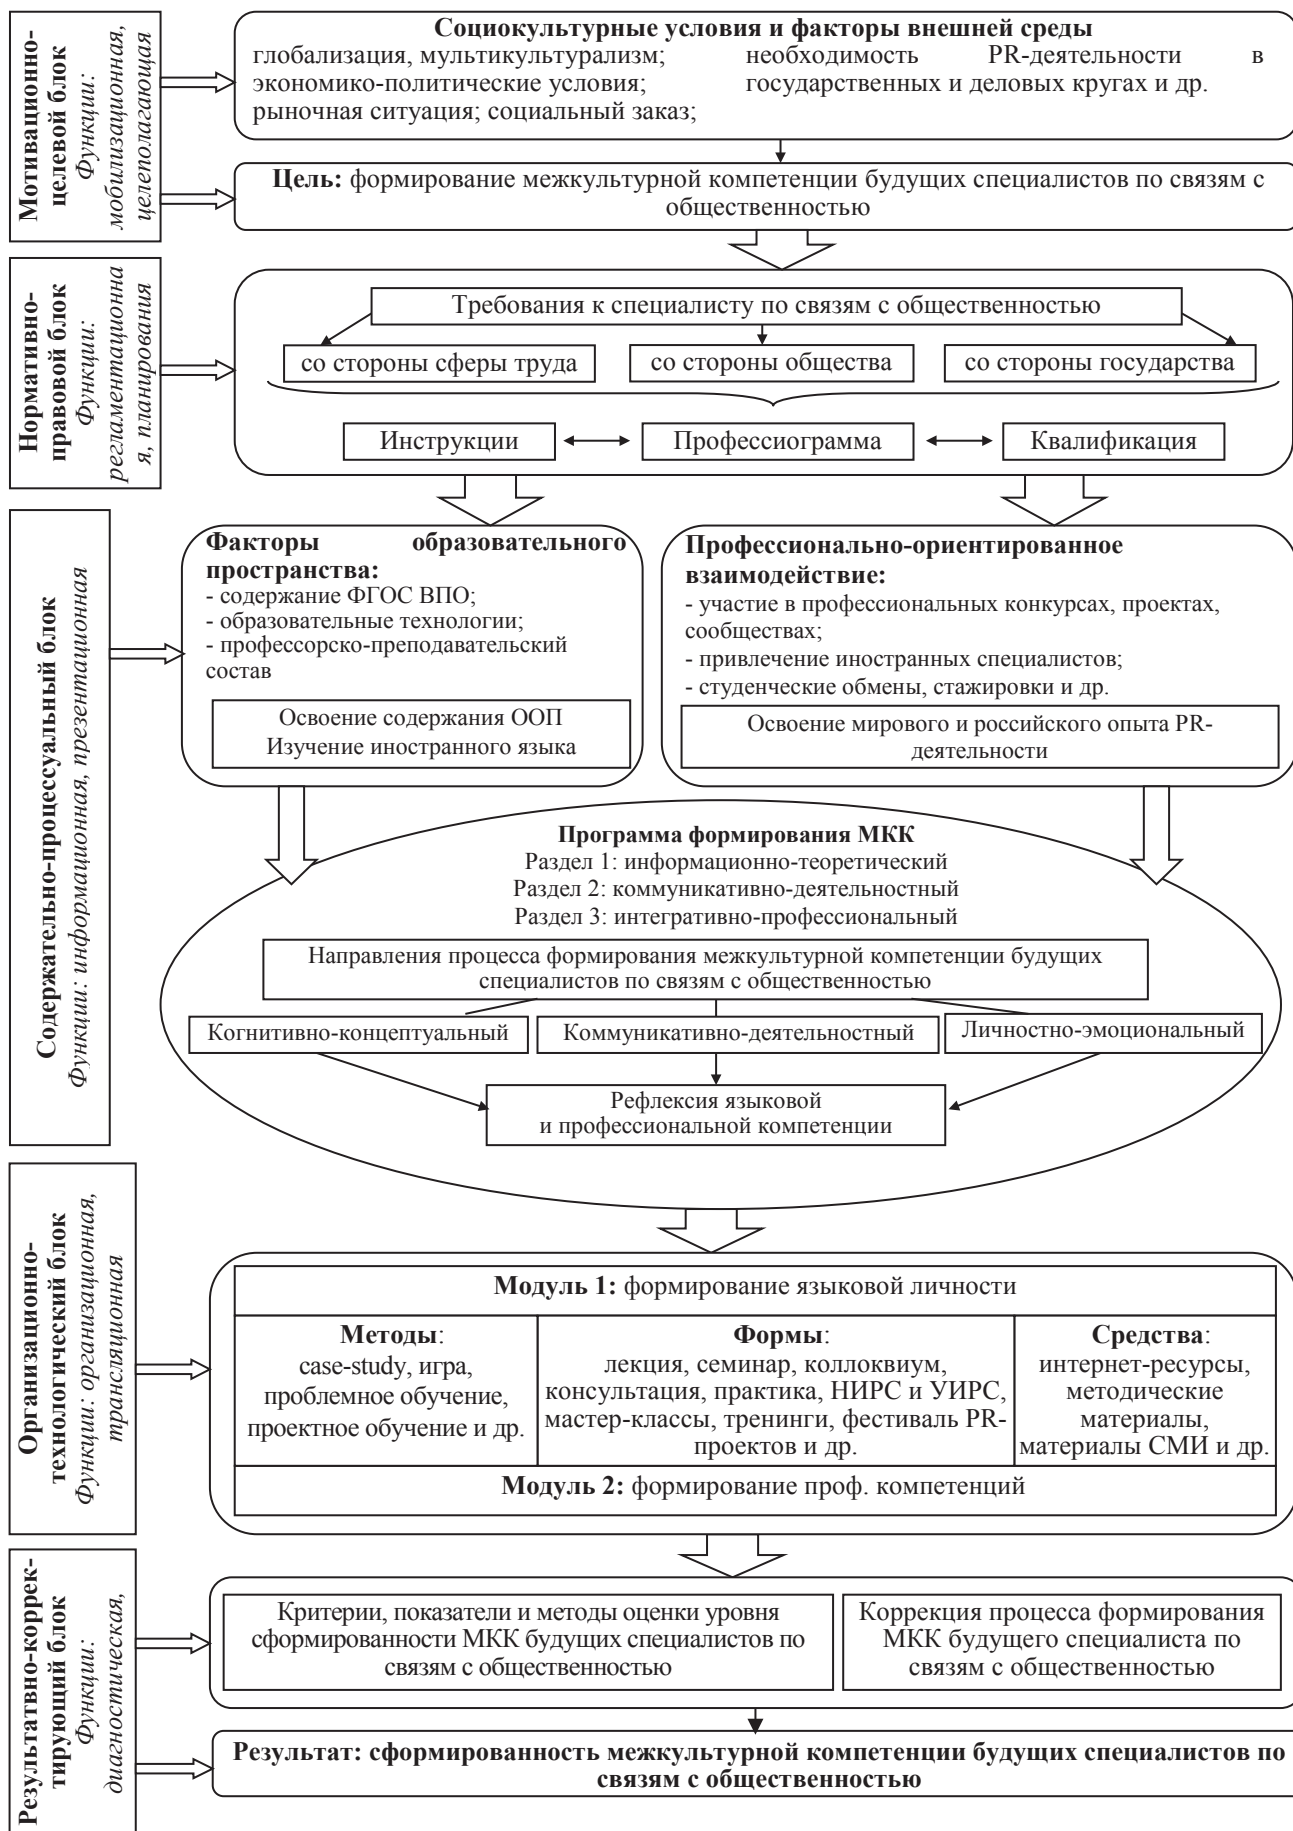 Мотивационно-
целевой блок
Функции:
мобилизационная,
целеполагающая
Социокультурные условия и факторы внешней среды
глобализация, мультикультурализм;
экономико-политические условия;
рыночная ситуация; социальный заказ;
необходимость PR-деятельности в
государственных и деловых кругах и др.
Цель: формирование межкультурной компетенции будущих специалистов по связям с
общественностью
Нормативно-
правовой блок
Функции:
регламентационна
я, планирования
Требования к специалисту по связям с общественностью
со стороны сферы труда
со стороны общества
со стороны государства
Инструкции
Профессиограмма
Квалификация
Содержательно-процессуальный блок
Функции: информационная, презентационная
Факторы образовательного
пространства:
- содержание ФГОС ВПО;
- образовательные технологии;
- профессорско-преподавательский
состав
Освоение содержания ООП
Изучение иностранного языка
Профессионально-ориентированное
взаимодействие:
- участие в профессиональных конкурсах, проектах,
сообществах;
- привлечение иностранных специалистов;
- студенческие обмены, стажировки и др.
Освоение мирового и российского опыта PR-
деятельности
Программа формирования МКК
Раздел 1: информационно-теоретический
Раздел 2: коммуникативно-деятельностный
Раздел 3: интегративно-профессиональный
Направления процесса формирования межкультурной компетенции будущих
специалистов по связям с общественностью
Когнитивно-концептуальный
Коммуникативно-деятельностный
Личностно-эмоциональный
Рефлексия языковой
и профессиональной компетенции
Организационно-
технологический блок
Функции: организационная,
трансляционная
Модуль 1: формирование языковой личности
Методы:
case-study, игра,
проблемное обучение,
проектное обучение и др.
Формы:
лекция, семинар, коллоквиум,
консультация, практика, НИРС и УИРС,
мастер-классы, тренинги, фестиваль PR-
проектов и др.
Средства:
интернет-ресурсы,
методические
материалы,
материалы СМИ и др.
Модуль 2: формирование проф. компетенций
Результатвно-коррек-
тирующий блок
Функции:
диагностическая,
Критерии, показатели и методы оценки уровня
сформированности МКК будущих специалистов по
связям с общественностью
Коррекция процесса формирования
МКК будущего специалиста по
связям с общественностью
Результат: сформированность межкультурной компетенции будущих специалистов по
связям с общественностью